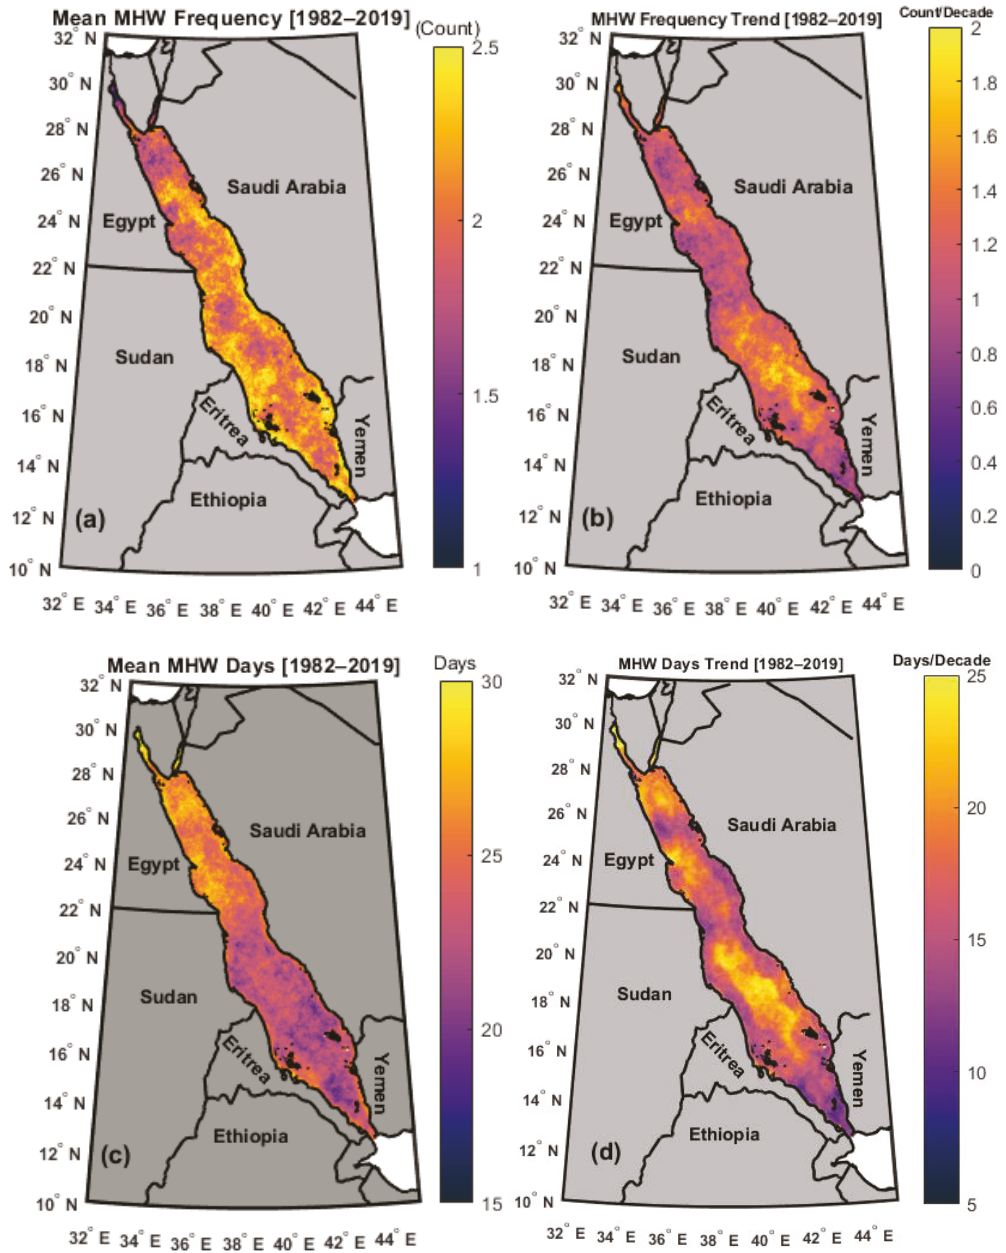 Mean MHW Frequency [1982–2019]
(Count)
32° N
30° N
28° N
26° N
24° N
22° N
20° N
18° N
16° N
14° N
12° N
10° N
Saudi Arabia
Egypt
Sudan
Eritrea
Yemen
Ethiopia
(a)
32° E 34° E 36° E 38° E 40° E 42° E 44° E
2.5
2
1.5
1
MHW Frequency Trend [1982–2019]
Count/Decade
32° N
30° N
28° N
26° N
24° N
22° N
20° N
18° N
16° N
14° N
12° N
10° N
Saudi Arabia
Egypt
Sudan
Eritrea
Yemen
Ethiopia
(b)
32° E 34° E 36° E 38° E 40° E 42° E 44° E
2
1.8
1.6
1.4
1.2
1
0.8
0.6
0.4
0.2
0
Mean MHW Days [1982–2019]
Days
32° N
30° N
28° N
26° N
24° N
22° N
20° N
18° N
16° N
14° N
12° N
10° N
Saudi Arabia
Egypt
Sudan
Eritrea
Yemen
Ethiopia
(c)
32° E 34° E 36° E 38° E 40° E 42° E 44° E
30
25
20
15
MHW Days Trend [1982–2019]
Days/Decade
32° N
30° N
28° N
26° N
24° N
22° N
20° N
18° N
16° N
14° N
12° N
10° N
Saudi Arabia
Egypt
Sudan
Eritrea
Yemen
Ethiopia
(d)
32° E 34° E 36° E 38° E 40° E 42° E 44° E
25
20
15
10
5